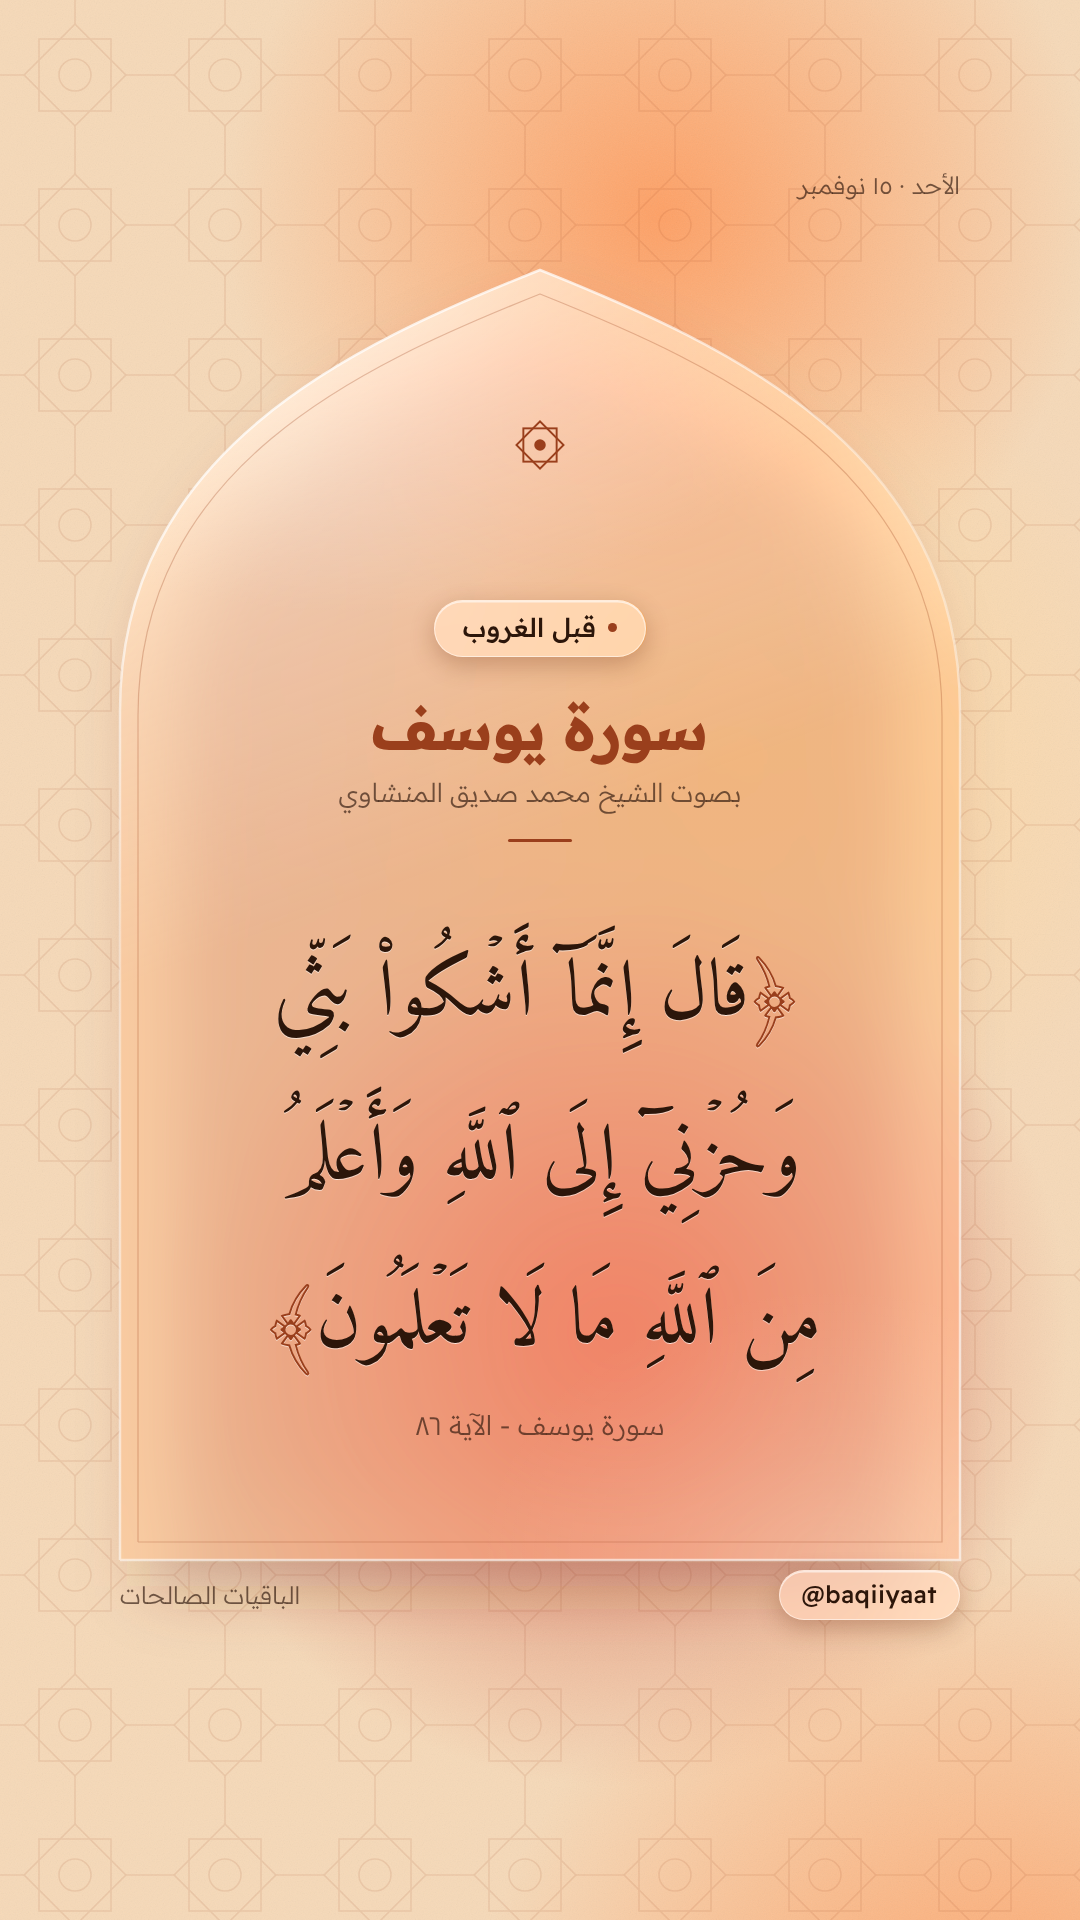 الأحد · ١٥ نوفمبر
قبل الغروب
سورة يوسف
بصوت الشيخ محمد صديق المنشاوي
﴿قَالَ إِنَّمَآ أَشۡكُواْ بَثِّي
وَحُزۡنِيٓ إِلَى ٱللَّهِ وَأَعۡلَمُ
مِنَ ٱللَّهِ مَا لَا تَعۡلَمُونَ﴾
سورة يوسف - الآية ٨٦
@baqiiyaat
الباقيات الصالحات